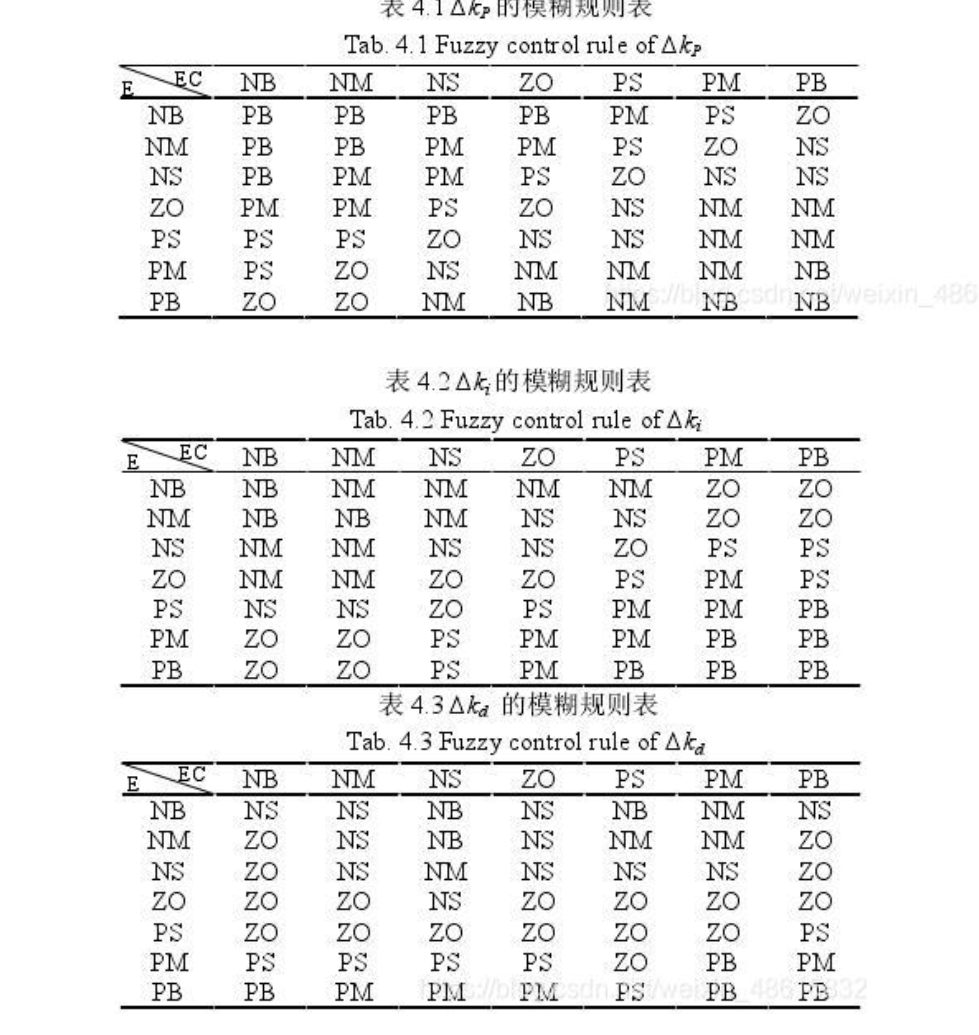 表 4.1 Δkₚ 的模糊规则表
Tab. 4.1 Fuzzy control rule of Δkₚ
E EC NB NM NS ZO PS PM PB
NB PB PB PB PB PM PS ZO
NM PB PB PM PM PS ZO NS
NS PB PM PM PS ZO NS NS
ZO PM PM PS ZO NS NM NM
PS PS PS ZO NS NS NM NM
PM PS ZO NS NM NM NM NB
PB ZO ZO NM NB NM NB NB
表 4.2 Δkᵢ 的模糊规则表
Tab. 4.2 Fuzzy control rule of Δkᵢ
E EC NB NM NS ZO PS PM PB
NB NB NM NM NM NM ZO ZO
NM NB NB NM NS NS ZO ZO
NS NM NM NS NS ZO PS PS
ZO NM NM ZO ZO PS PM PS
PS NS NS ZO PS PM PM PB
PM ZO ZO PS PM PM PB PB
PB ZO ZO PS PM PB PB PB
表 4.3 Δk_d 的模糊规则表
Tab. 4.3 Fuzzy control rule of Δk_d
E EC NB NM NS ZO PS PM PB
NB NS NS NB NS NB NM NS
NM ZO NS NB NS NM NM ZO
NS ZO NS NM NS NS NS ZO
ZO ZO ZO NS ZO ZO ZO ZO
PS ZO ZO ZO ZO ZO ZO PS
PM PS PS PS PS ZO PB PM
PB PB PM PM PM PS PB PB